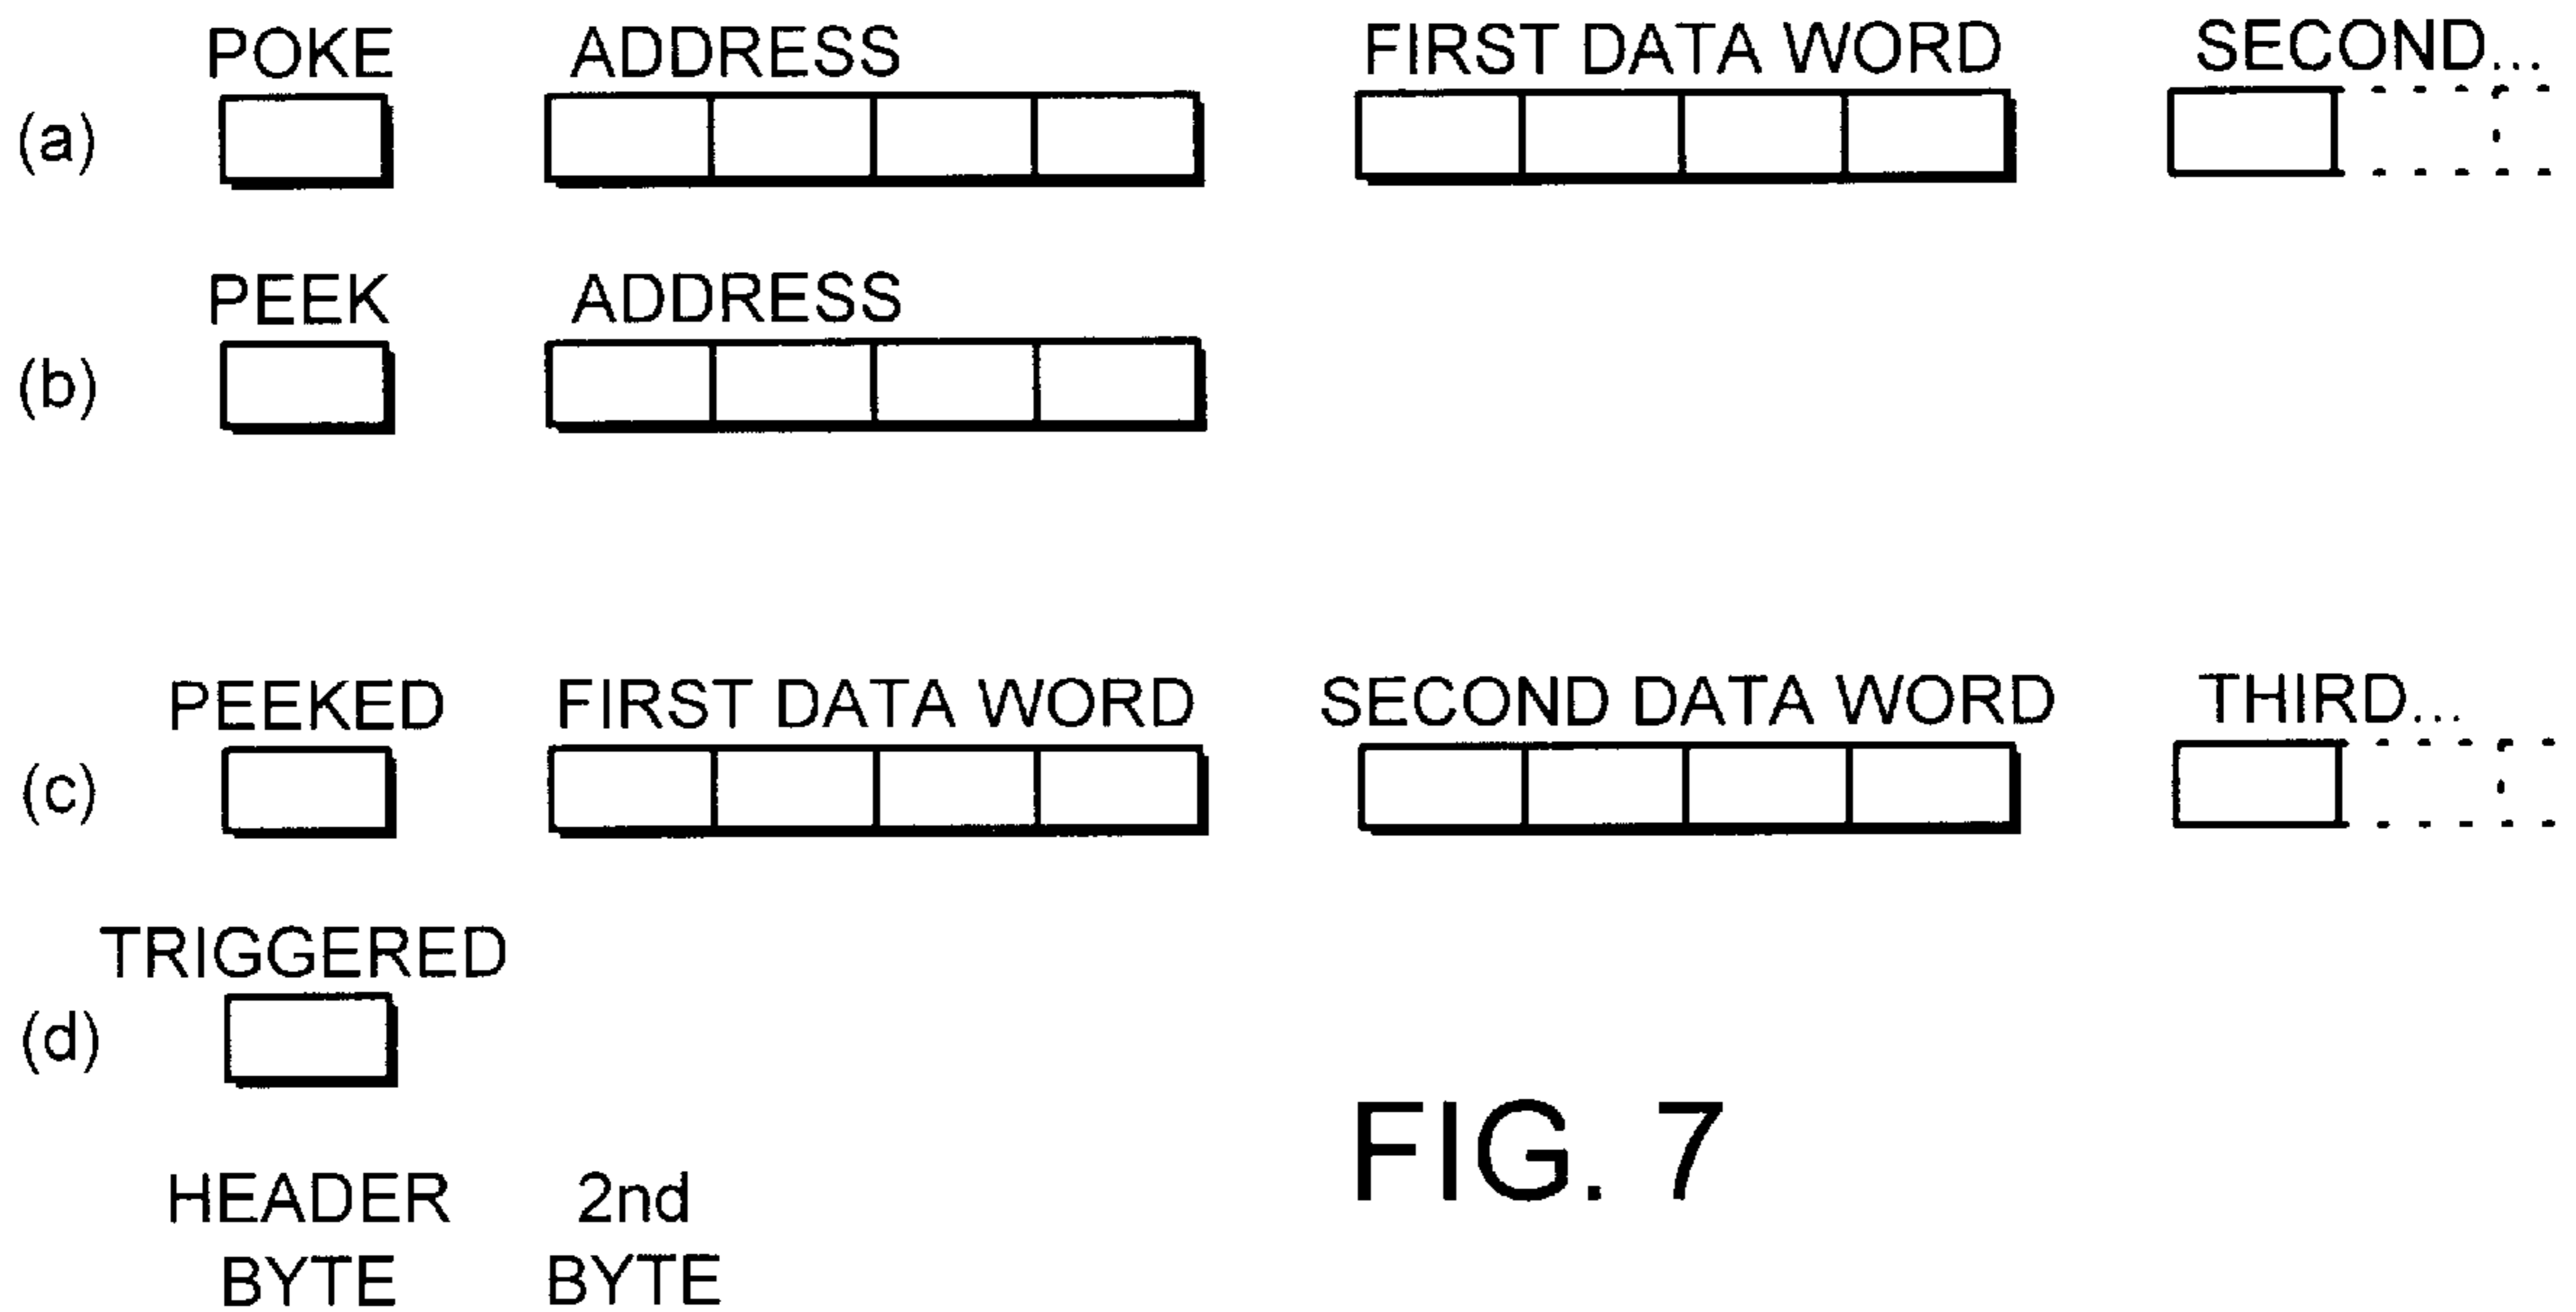 POKE ADDRESS FIRST DATA WORD SECOND...
(a)
PEEK ADDRESS
(b)
PEEKED FIRST DATA WORD SECOND DATA WORD THIRD...
(c)
TRIGGERED
(d)
HEADER 2nd
BYTE BYTE
FIG. 7